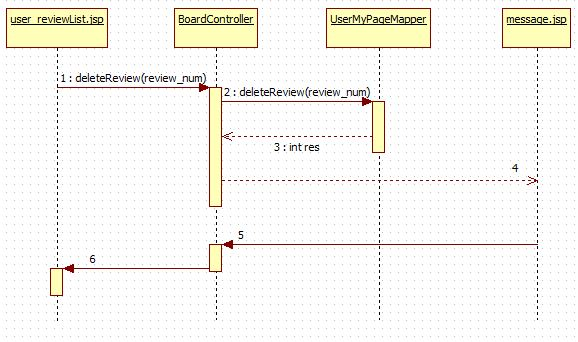 user_reviewList.jsp
BoardController
UserMyPageMapper
message.jsp
1 : deleteReview(review_num)
2 : deleteReview(review_num)
3 : int res
4
5
6